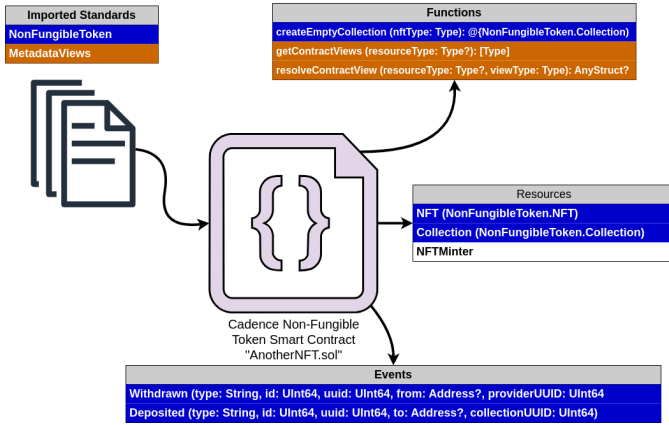 Imported Standards
NonFungibleToken
MetadataViews
Functions
createEmptyCollection (nftType: Type): @{NonFungibleToken.Collection)
getContractViews (resourceType: Type?): [Type]
resolveContractView (resourceType: Type?, viewType: Type): AnyStruct?
{}
Resources
NFT (NonFungibleToken.NFT)
Collection (NonFungibleToken.Collection)
NFTMinter
Cadence Non-Fungible
Token Smart Contract
"AnotherNFT.sol"
Events
Withdrawn (type: String, id: UInt64, uuid: UInt64, from: Address?, providerUUID: UInt64
Deposited (type: String, id: UInt64, uuid: UInt64, to: Address?, collectionUUID: UInt64)